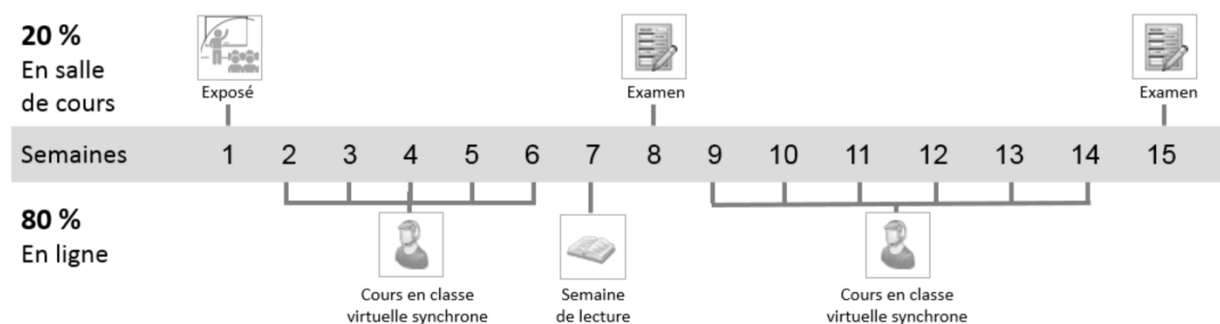 20 %
En salle
de cours
Exposé
Examen
Examen
Semaines 1 2 3 4 5 6 7 8 9 10 11 12 13 14 15
80 %
En ligne
Cours en classe
virtuelle synchrone
Semaine
de lecture
Cours en classe
virtuelle synchrone